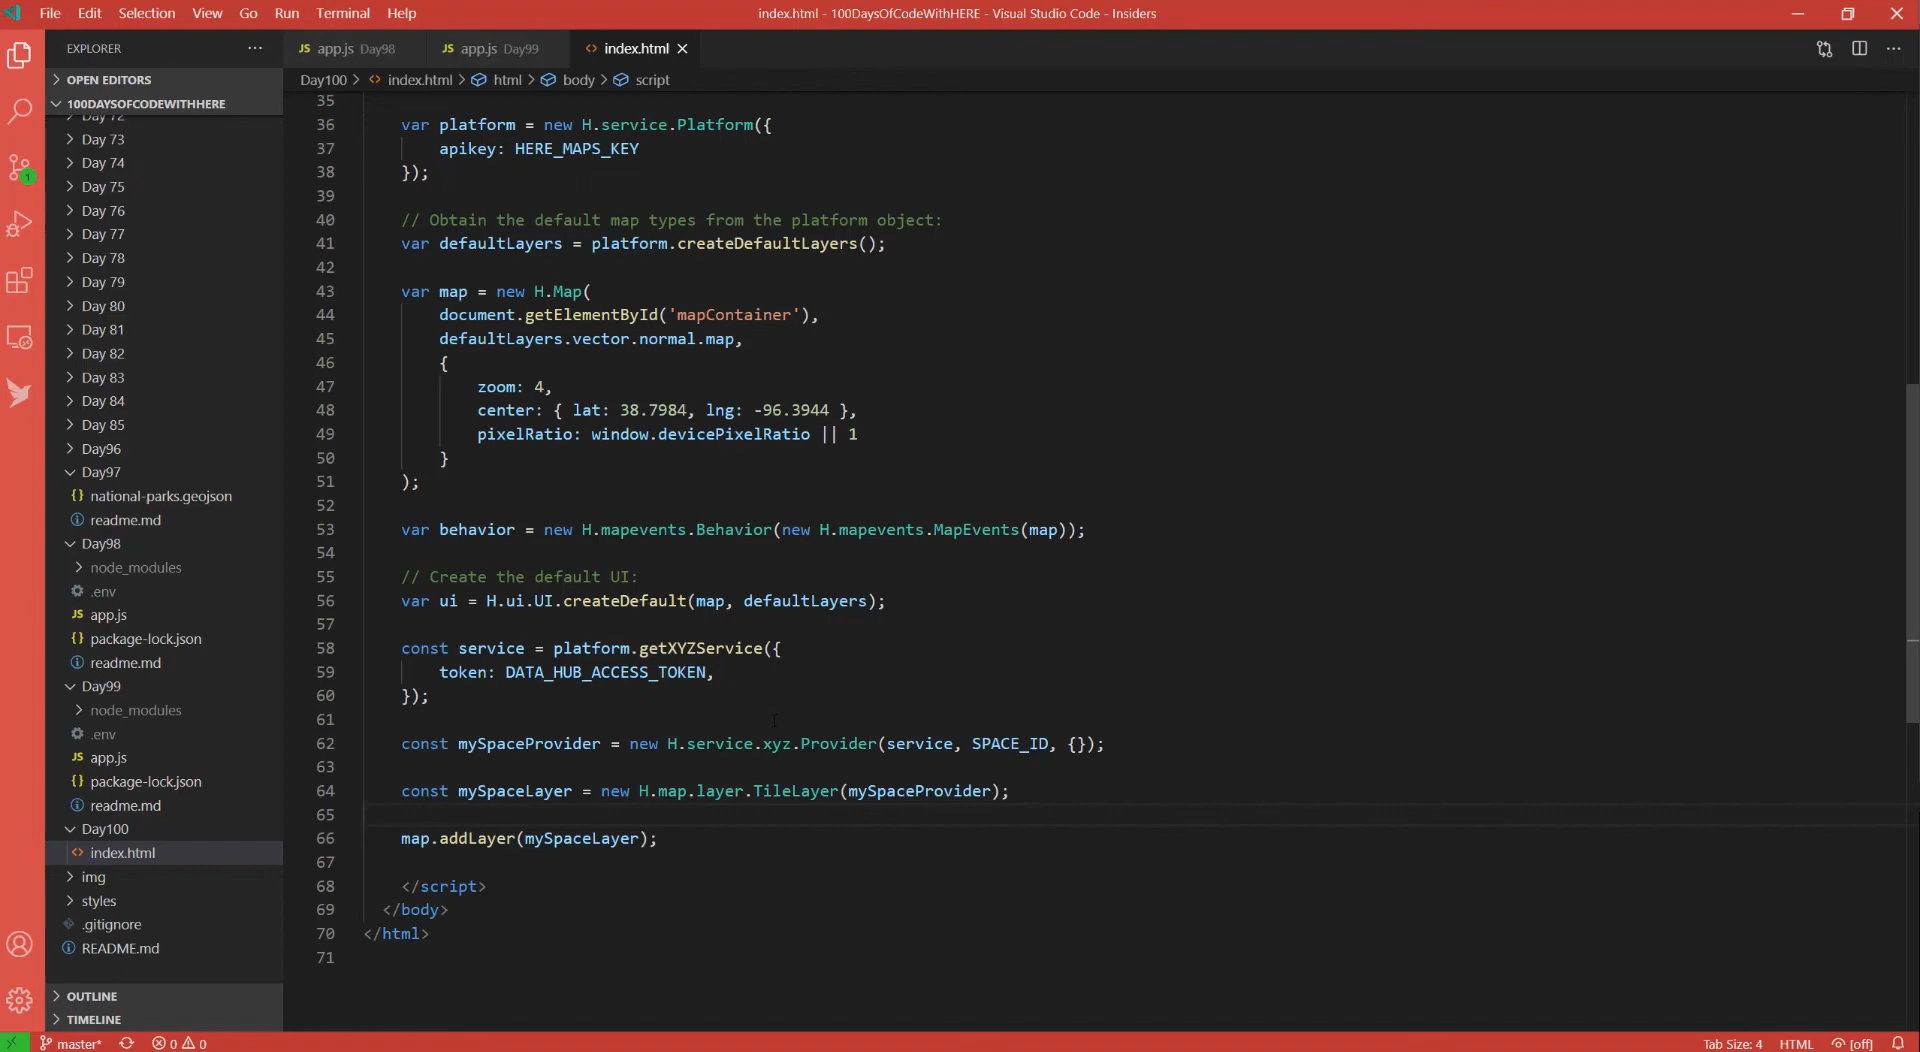 File Edit Selection View Go Run Terminal Help
index.html - 100DaysOfCodeWithHERE - Visual Studio Code - Insiders
EXPLORER
OPEN EDITORS
100DAYSOFCODEWITHHERE
Day 72
Day 73
Day 74
Day 75
Day 76
Day 77
Day 78
Day 79
Day 80
Day 81
Day 82
Day 83
Day 84
Day 85
Day96
Day97
{} national-parks.geojson
readme.md
Day98
node_modules
.env
JS app.js
{} package-lock.json
readme.md
Day99
node_modules
.env
JS app.js
{} package-lock.json
readme.md
Day100
<> index.html
img
styles
.gitignore
README.md
OUTLINE
TIMELINE
1
JS app.js Day98
JS app.js Day99
<> index.html
Day100 > <> index.html > html > body > script
35
36 var platform = new H.service.Platform({
37 apikey: HERE_MAPS_KEY
38 });
39
40 // Obtain the default map types from the platform object:
41 var defaultLayers = platform.createDefaultLayers();
42
43 var map = new H.Map(
44 document.getElementById('mapContainer'),
45 defaultLayers.vector.normal.map,
46 {
47 zoom: 4,
48 center: { lat: 38.7984, lng: -96.3944 },
49 pixelRatio: window.devicePixelRatio || 1
50 }
51 );
52
53 var behavior = new H.mapevents.Behavior(new H.mapevents.MapEvents(map));
54
55 // Create the default UI:
56 var ui = H.ui.UI.createDefault(map, defaultLayers);
57
58 const service = platform.getXYZService({
59 token: DATA_HUB_ACCESS_TOKEN,
60 });
61
62 const mySpaceProvider = new H.service.xyz.Provider(service, SPACE_ID, {});
63
64 const mySpaceLayer = new H.map.layer.TileLayer(mySpaceProvider);
65
66 map.addLayer(mySpaceLayer);
67
68 </script>
69 </body>
70 </html>
71
master* 0 0
Tab Size: 4 HTML [off]